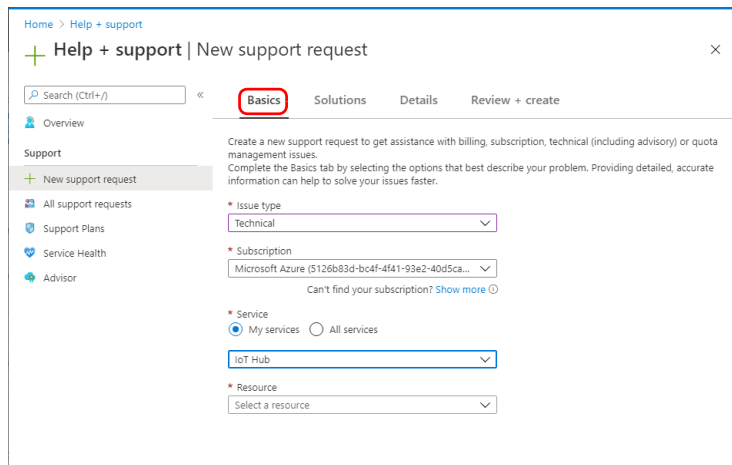 Home > Help + support
Help + support | New support request
Search (Ctrl+/)
Overview
Support
New support request
All support requests
Support Plans
Service Health
Advisor
Basics Solutions Details Review + create
Create a new support request to get assistance with billing, subscription, technical (including advisory) or quota
management issues.
Complete the Basics tab by selecting the options that best describe your problem. Providing detailed, accurate
information can help to solve your issues faster.
* Issue type
Technical
* Subscription
Microsoft Azure (5126b83d-bc4f-4f41-93e2-40d5ca...
Can't find your subscription? Show more
* Service
My services All services
IoT Hub
* Resource
Select a resource